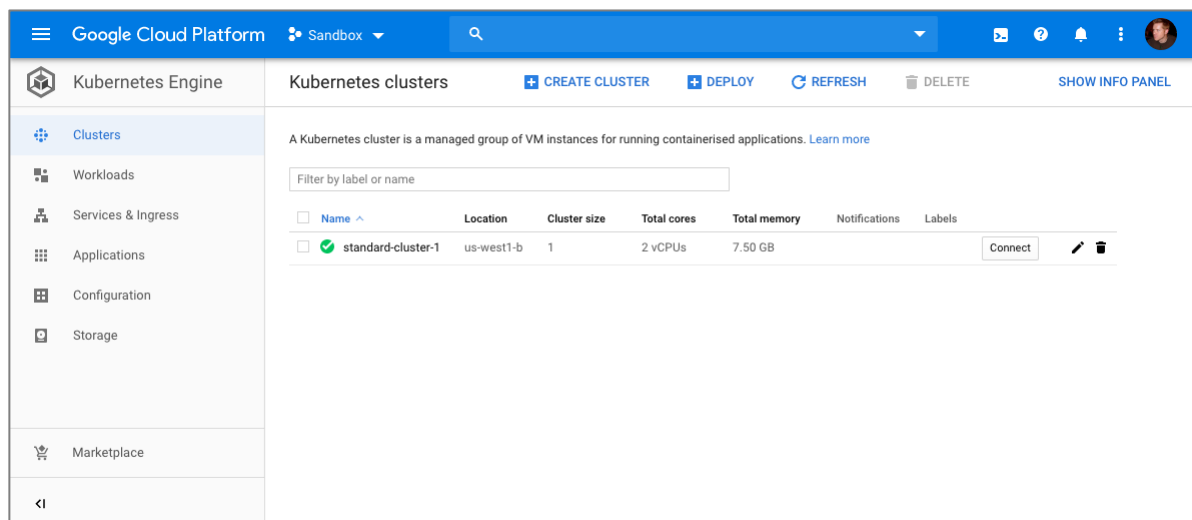 Google Cloud Platform Sandbox
Kubernetes Engine
Clusters
Workloads
Services & Ingress
Applications
Configuration
Storage
Marketplace
Kubernetes clusters CREATE CLUSTER DEPLOY REFRESH DELETE SHOW INFO PANEL
A Kubernetes cluster is a managed group of VM instances for running containerised applications. Learn more
Filter by label or name
Name Location Cluster size Total cores Total memory Notifications Labels
standard-cluster-1 us-west1-b 1 2 vCPUs 7.50 GB Connect